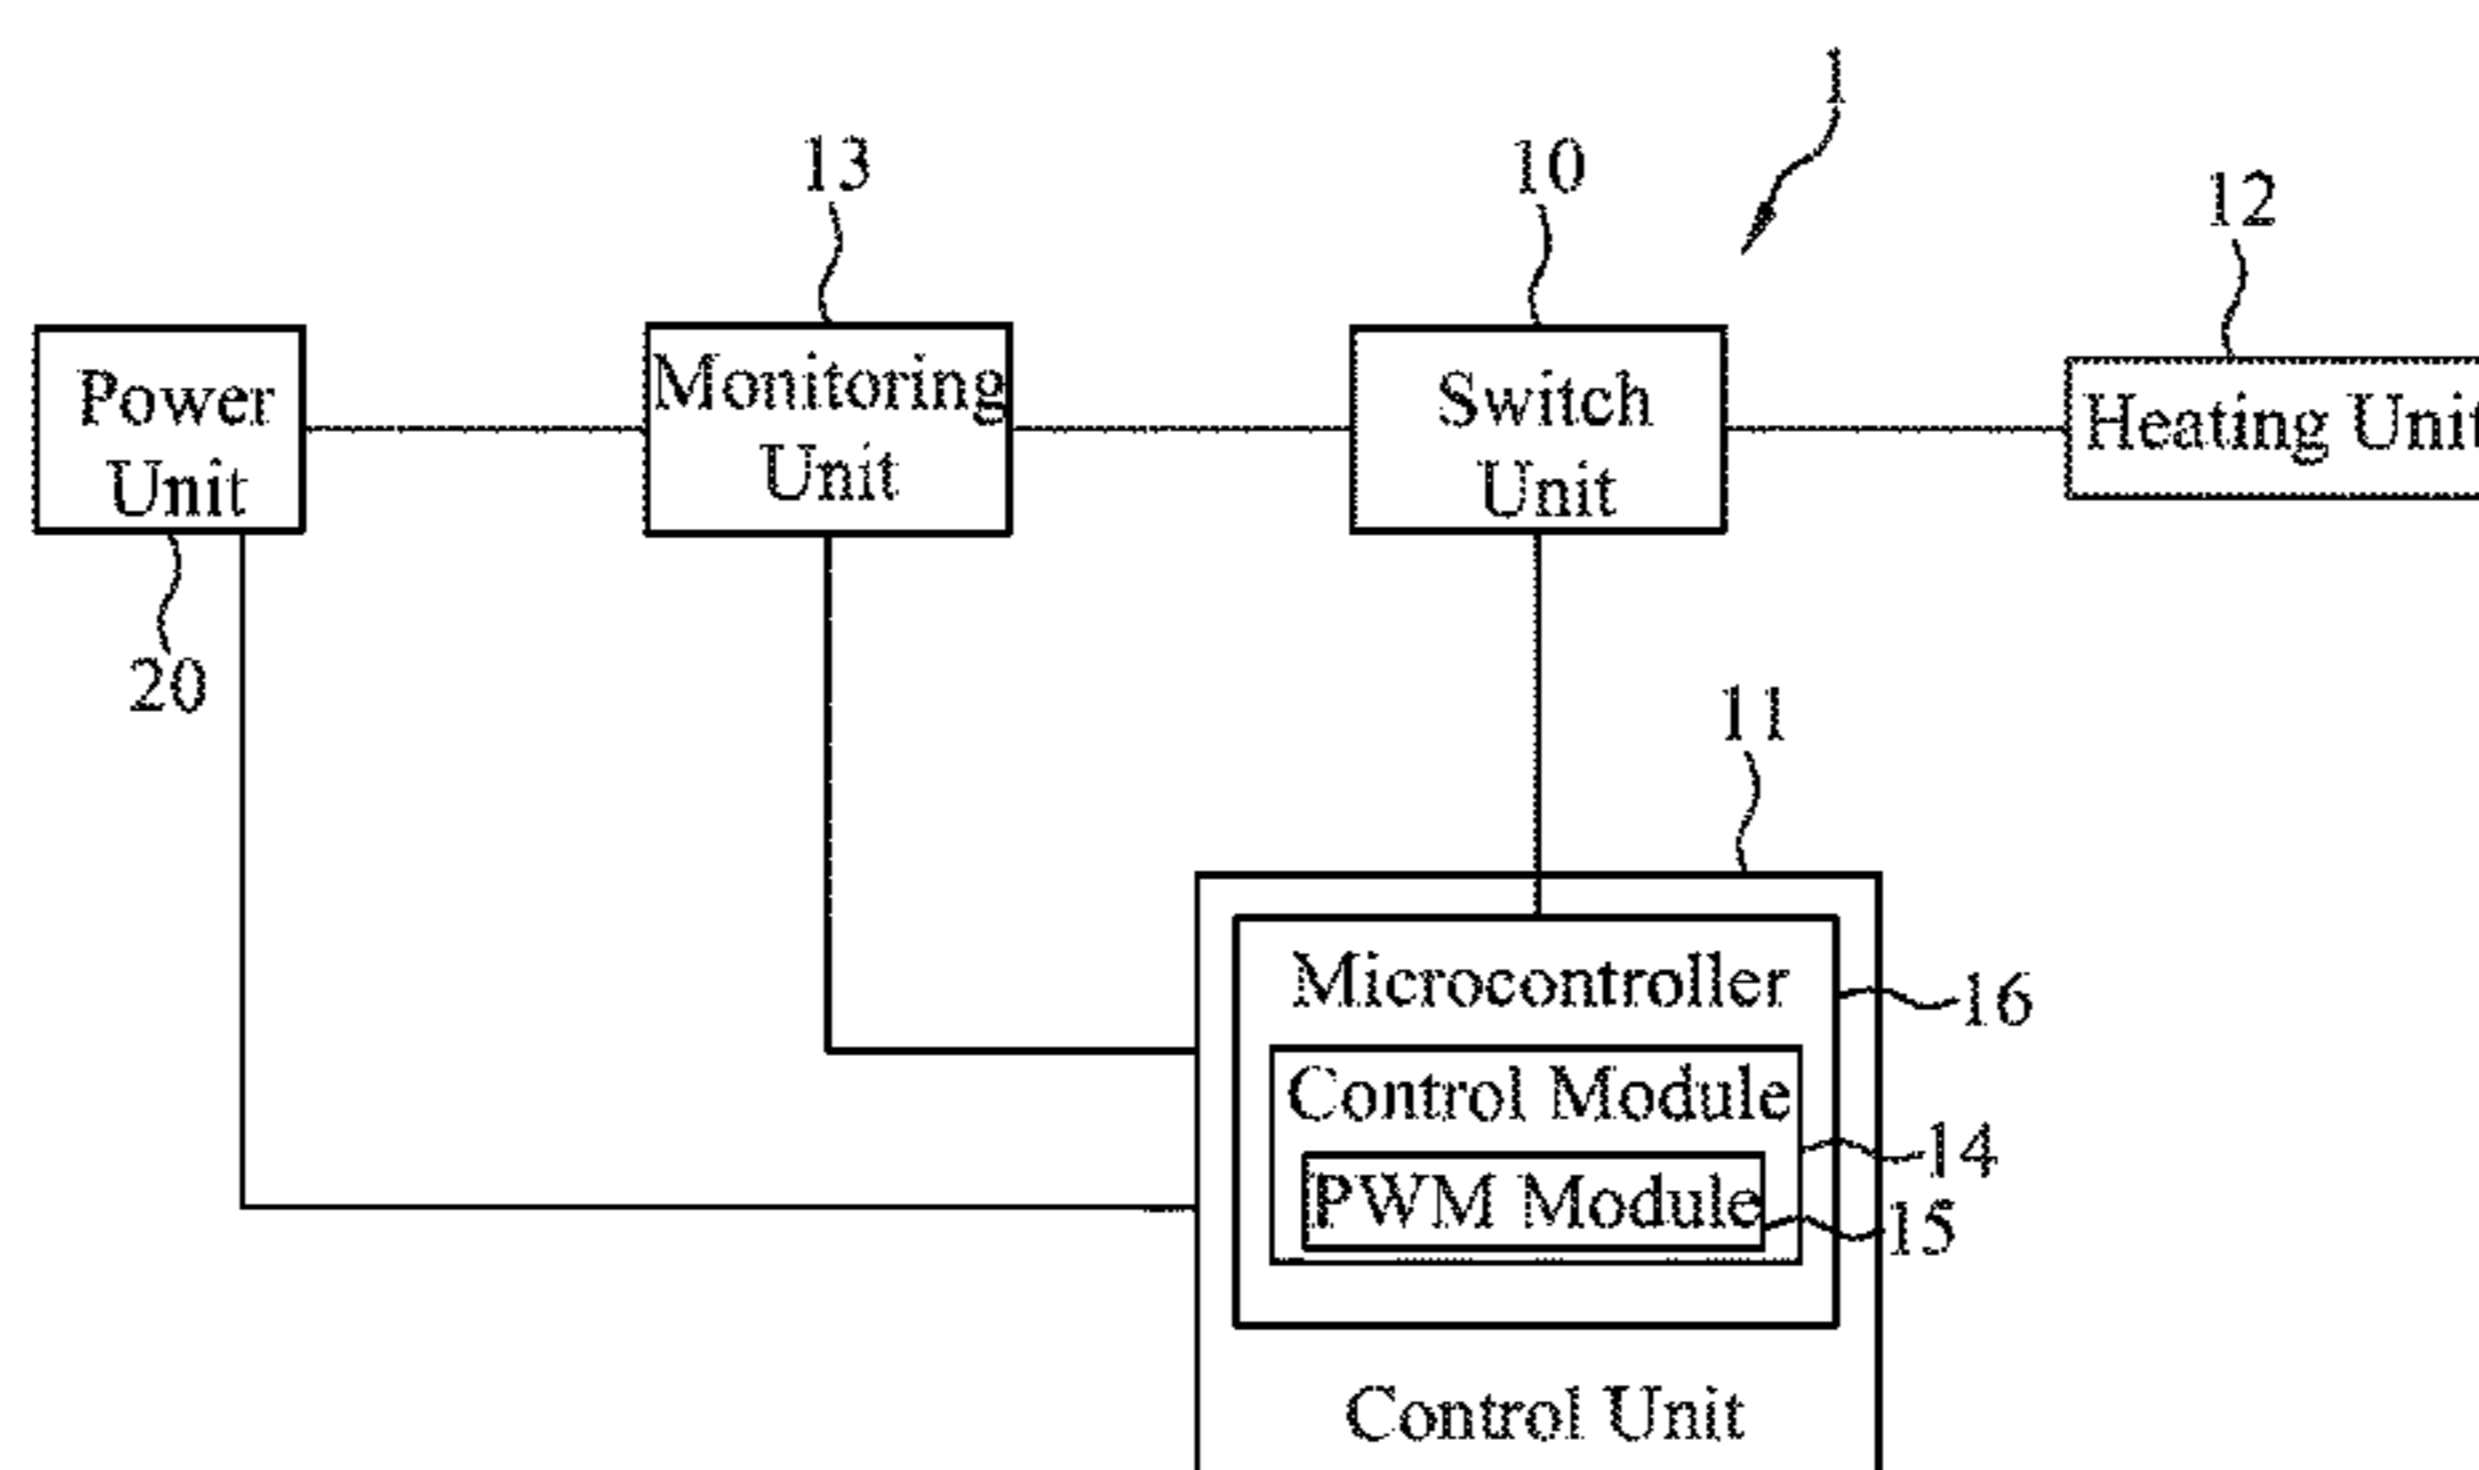 1
13
10
12
Power
Unit
Monitoring
Unit
Switch
Unit
Heating Unit
20
11
Microcontroller
16
Control Module
14
PWM Module
15
Control Unit